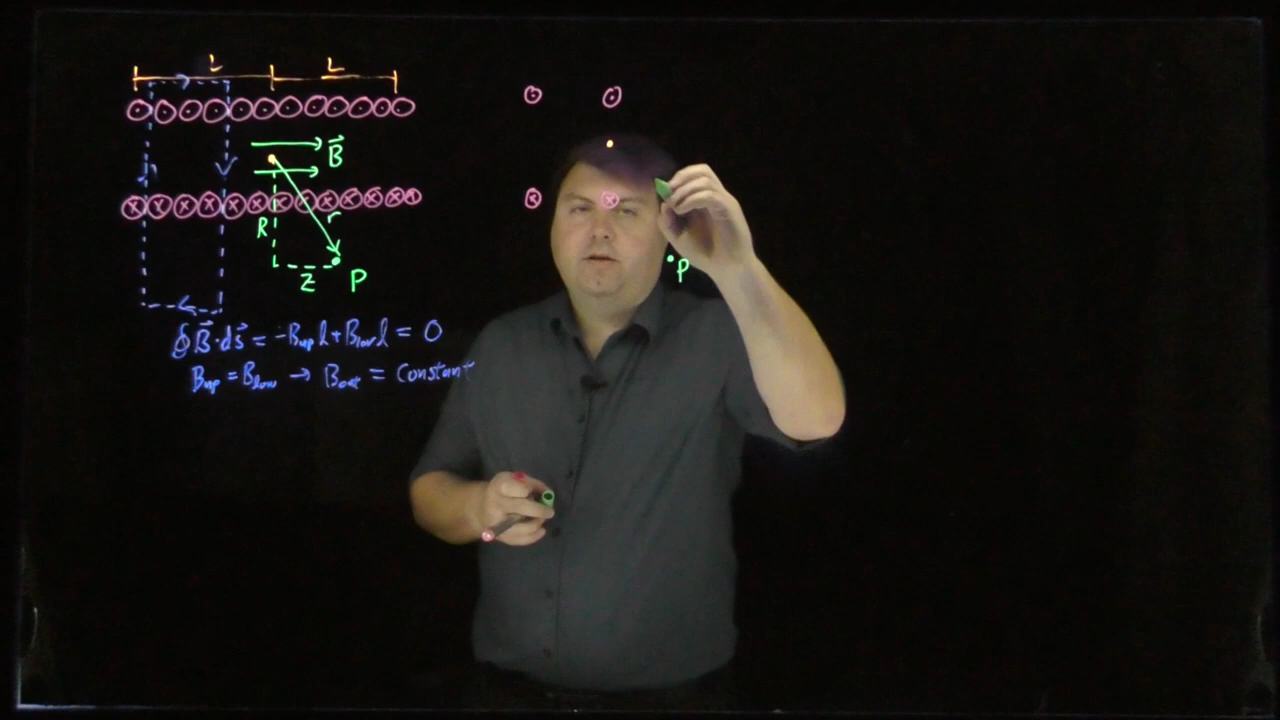 L L
B⃗
R r
z P
P
∮B⃗·ds⃗ = -B_up l + B_low l = 0
B_up = B_low → B_out = constant